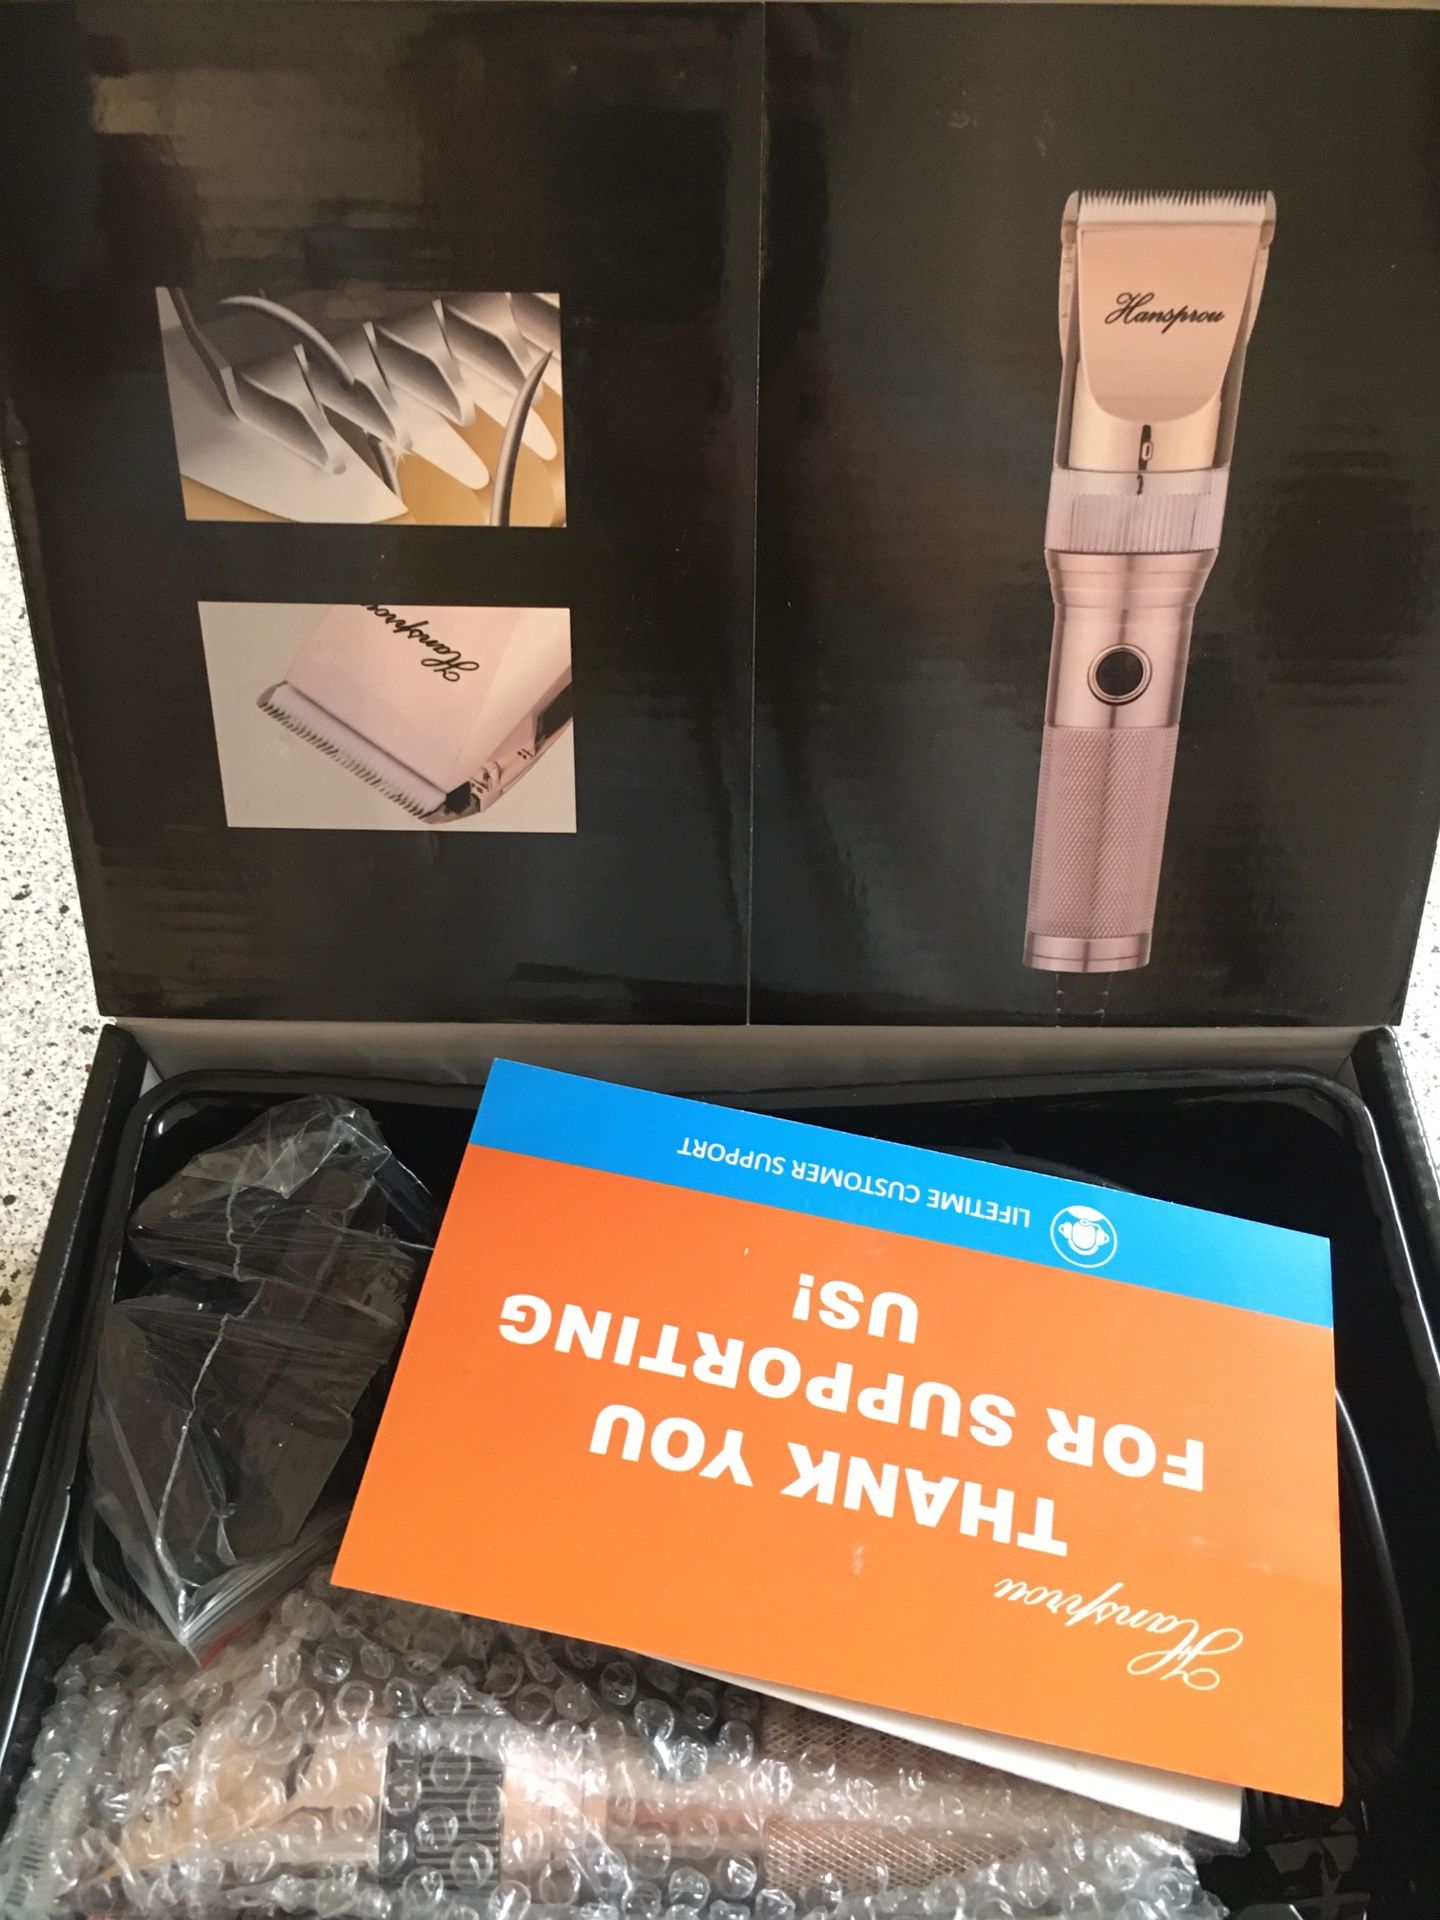 Hansprou
Hansprou
LIFETIME CUSTOMER SUPPORT
THANK YOU
FOR SUPPORTING
US!
Hansprou